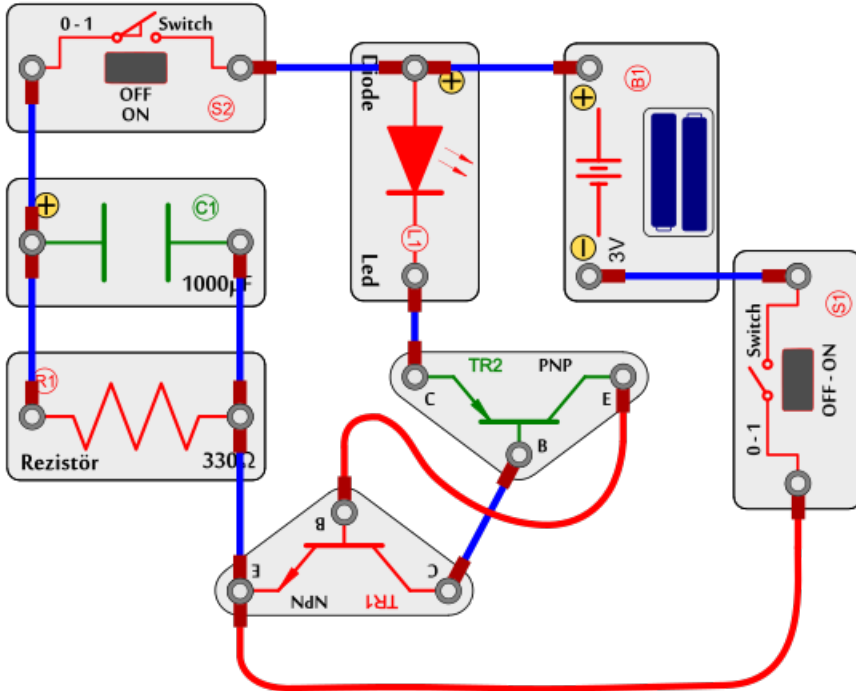 0 - 1 Switch
OFF
ON
S2
+
C1
1000µF
R1
Rezistör
330Ω
Diode
+
L1
Led
B1
+
−
3V
S1
Switch
OFF - ON
0 - 1
TR2 PNP
C
E
B
B
E
C
NPN
TR1